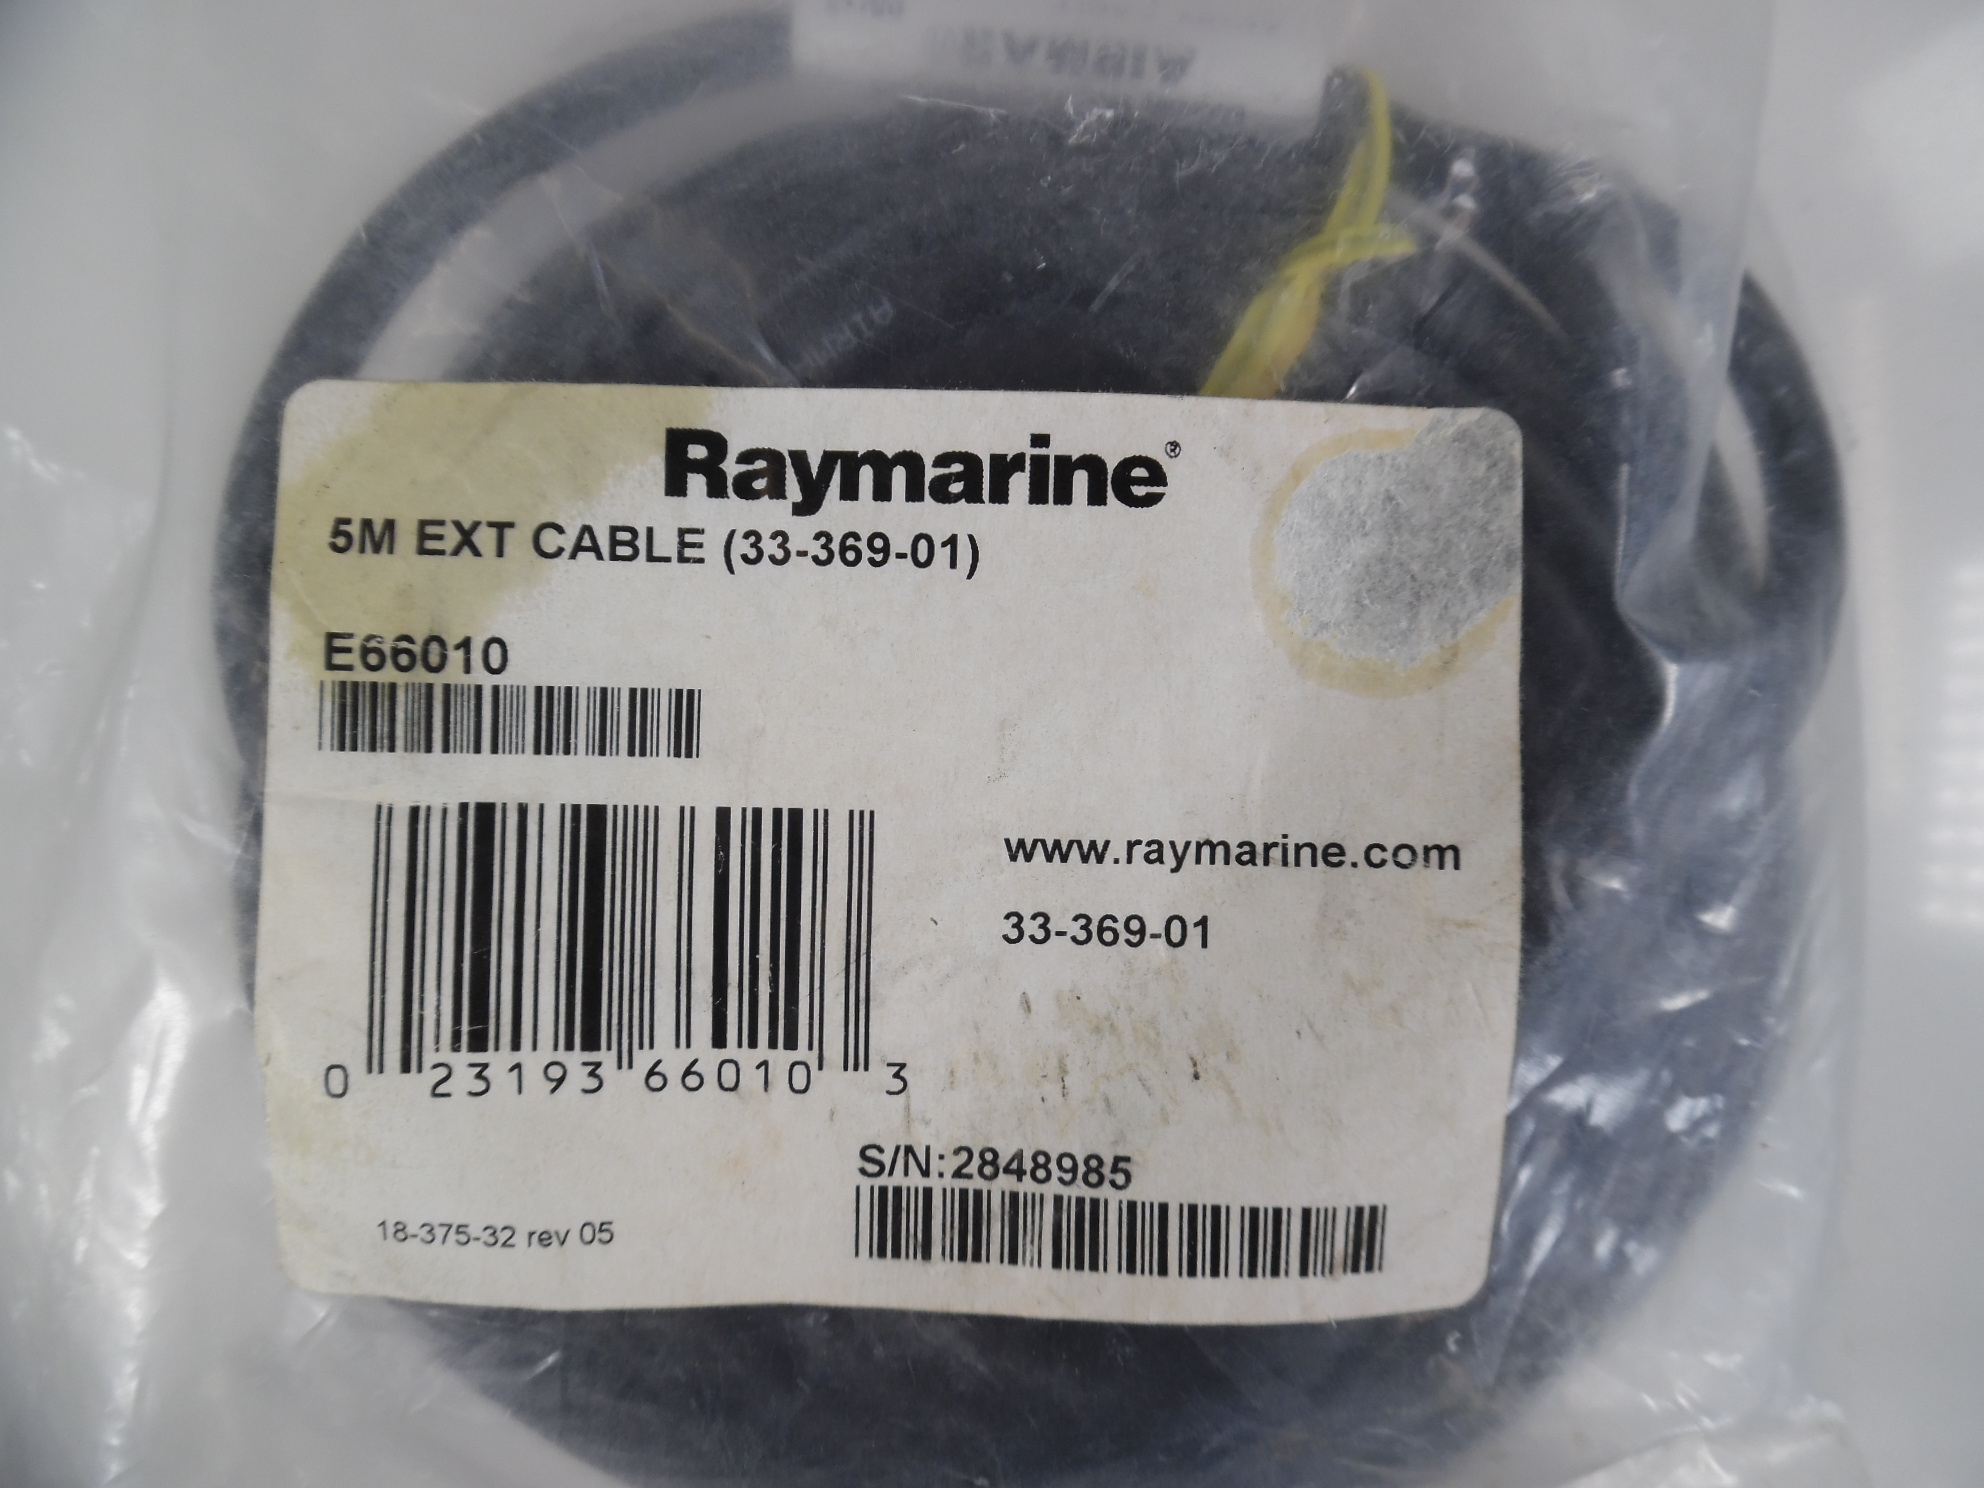 Raymarine®
5M EXT CABLE (33-369-01)
E66010
www.raymarine.com
33-369-01
0 23193 66010 3
S/N:2848985
18-375-32 rev 05